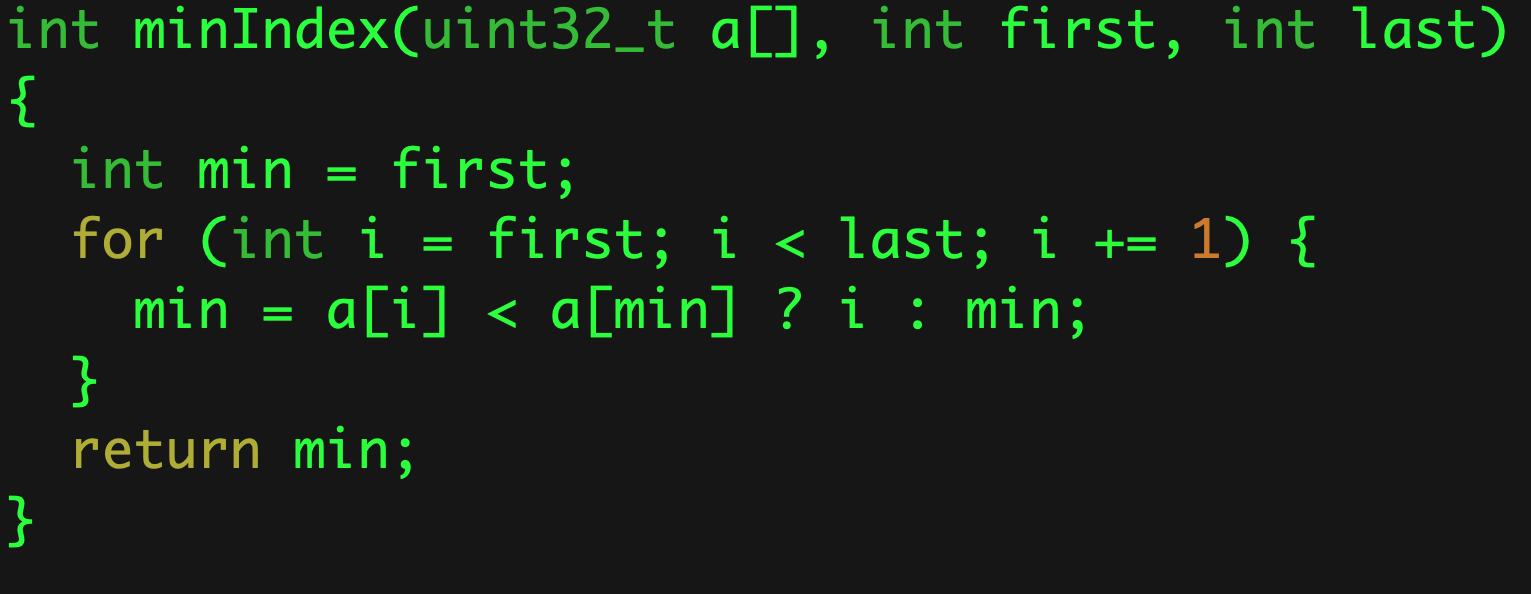 int minIndex(uint32_t a[], int first, int last)
{
  int min = first;
  for (int i = first; i < last; i += 1) {
    min = a[i] < a[min] ? i : min;
  }
  return min;
}